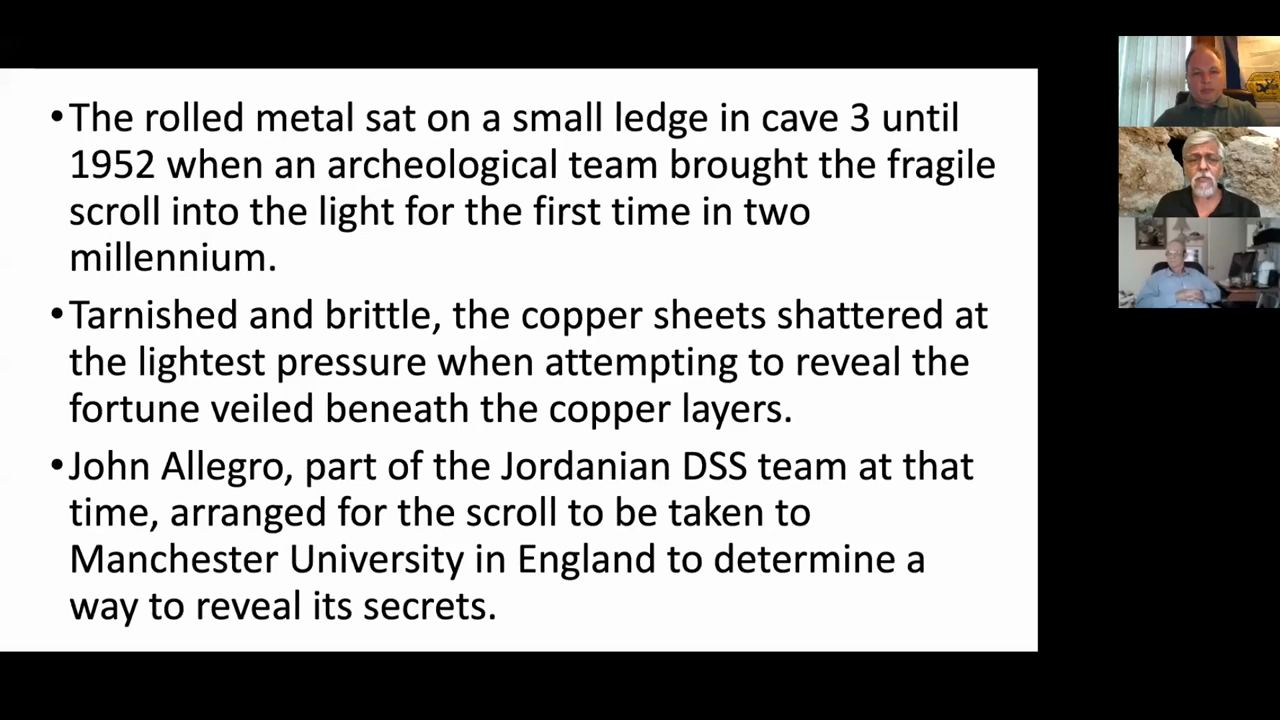 •The rolled metal sat on a small ledge in cave 3 until
1952 when an archeological team brought the fragile
scroll into the light for the first time in two
millennium.
•Tarnished and brittle, the copper sheets shattered at
the lightest pressure when attempting to reveal the
fortune veiled beneath the copper layers.
•John Allegro, part of the Jordanian DSS team at that
time, arranged for the scroll to be taken to
Manchester University in England to determine a
way to reveal its secrets.